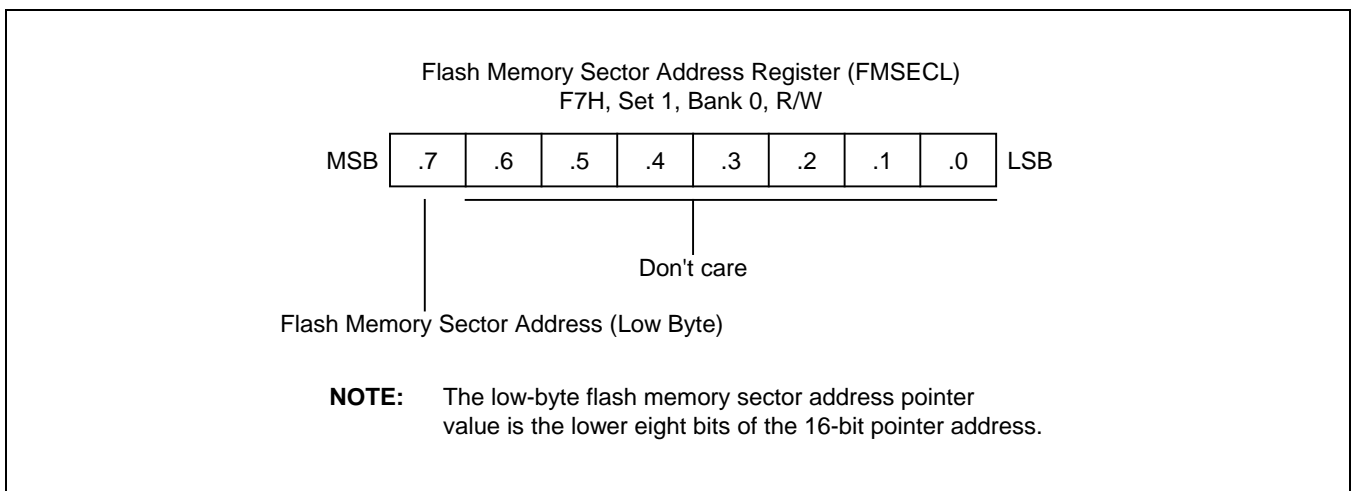 Flash Memory Sector Address Register (FMSECL)
F7H, Set 1, Bank 0, R/W
MSB .7 .6 .5 .4 .3 .2 .1 .0 LSB
Don't care
Flash Memory Sector Address (Low Byte)
NOTE: The low-byte flash memory sector address pointer
value is the lower eight bits of the 16-bit pointer address.